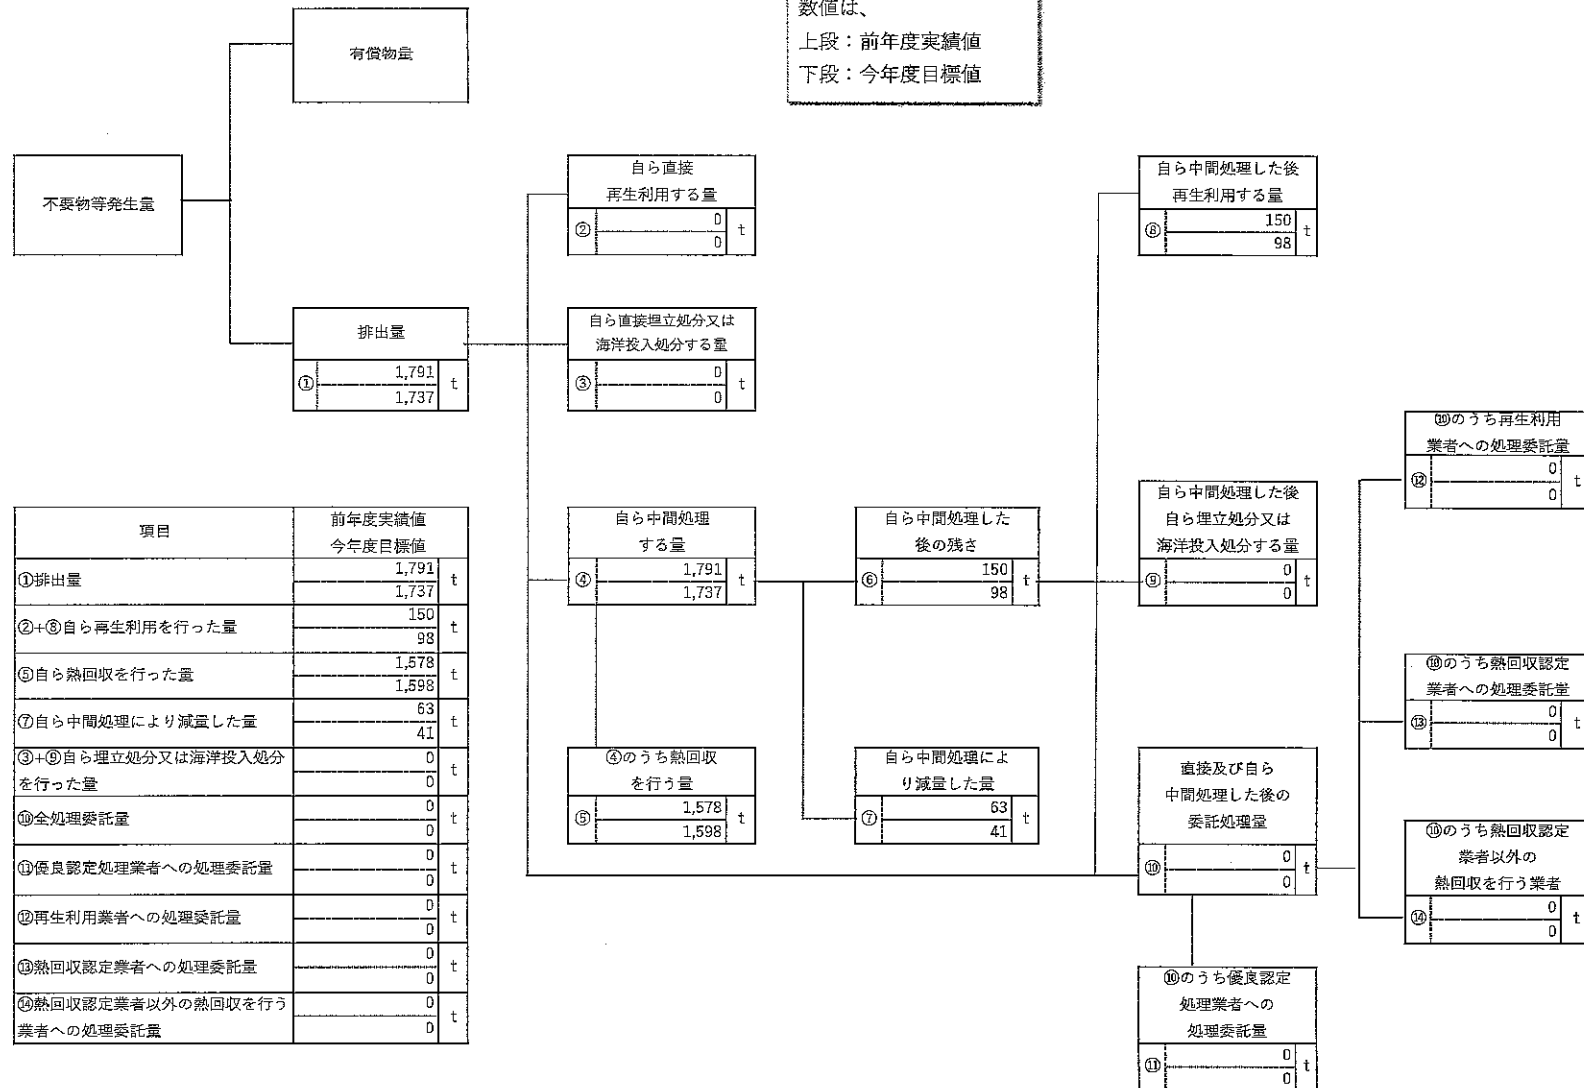 数値は、
上段：前年度実績値
下段：今年度目標値
有償物量
不要物等発生量
排出量
① 1,791 t
1,737
自ら直接
再生利用する量
② 0 t
0
自ら直接埋立処分又は
海洋投入処分する量
③ 0 t
0
自ら中間処理
する量
④ 1,791 t
1,737
④のうち熱回収
を行う量
⑤ 1,578 t
1,598
自ら中間処理した
後の残さ
⑥ 150 t
98
自ら中間処理によ
り減量した量
⑦ 63 t
41
自ら中間処理した後
再生利用する量
⑧ 150 t
98
自ら中間処理した後
自ら埋立処分又は
海洋投入処分する量
⑨ 0 t
0
直接及び自ら
中間処理した後の
委託処理量
⑩ 0 t
0
⑩のうち優良認定
処理業者への
処理委託量
⑪ 0 t
0
⑩のうち再生利用
業者への処理委託量
⑫ 0 t
0
⑩のうち熱回収認定
業者への処理委託量
⑬ 0 t
0
⑩のうち熱回収認定
業者以外の
熱回収を行う業者
⑭ 0 t
0
項目 前年度実績値
今年度目標値
①排出量 1,791 t
1,737
②+⑧自ら再生利用を行った量 150 t
98
⑤自ら熱回収を行った量 1,578 t
1,598
⑦自ら中間処理により減量した量 63 t
41
③+⑨自ら埋立処分又は海洋投入処分 0 t
を行った量 0
⑩全処理委託量 0 t
0
⑪優良認定処理業者への処理委託量 0 t
0
⑫再生利用業者への処理委託量 0 t
0
⑬熱回収認定業者への処理委託量 0 t
0
⑭熱回収認定業者以外の熱回収を行う 0 t
業者への処理委託量 0